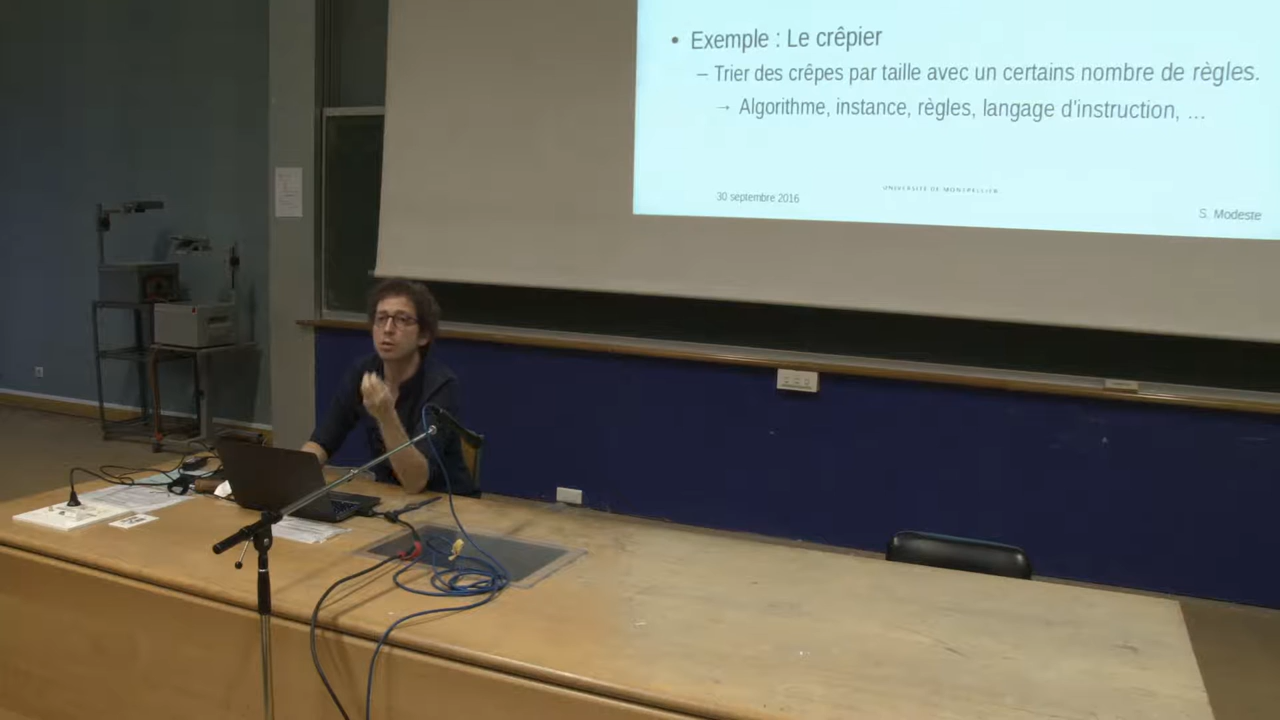 • Exemple : Le crêpier
– Trier des crêpes par taille avec un certains nombre de règles.
→ Algorithme, instance, règles, langage d'instruction, ...
30 septembre 2016
UNIVERSITÉ DE MONTPELLIER
S. Modeste